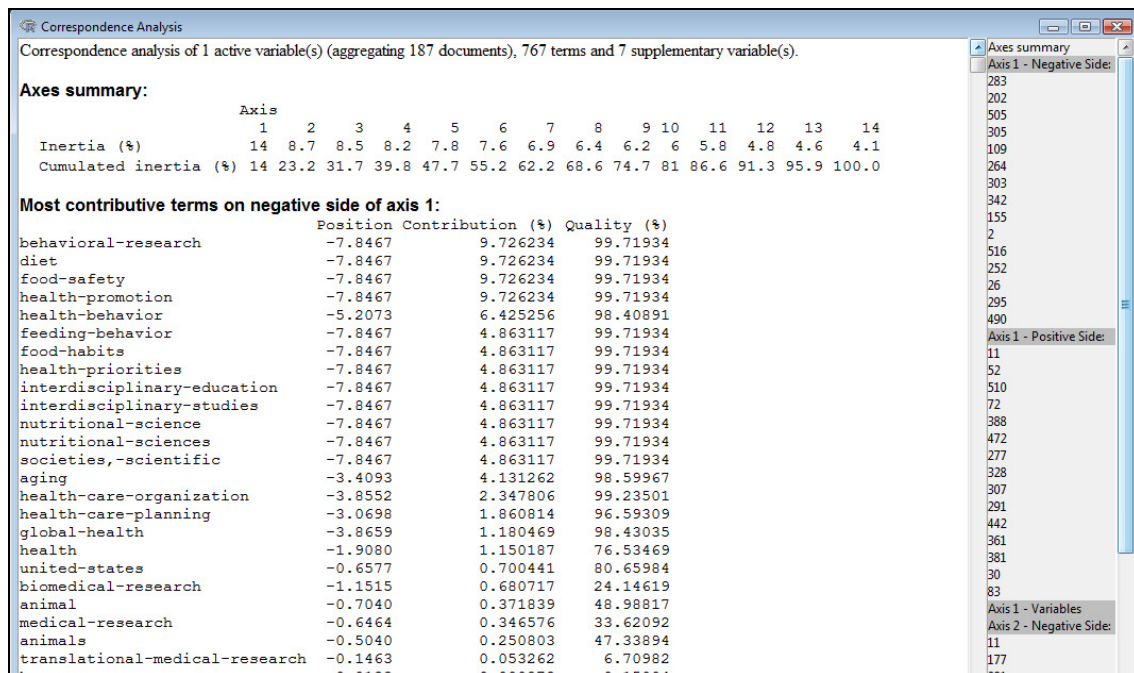 Correspondence Analysis
Correspondence analysis of 1 active variable(s) (aggregating 187 documents), 767 terms and 7 supplementary variable(s).
Axes summary:
Axis
1 2 3 4 5 6 7 8 9 10 11 12 13 14
Inertia (%) 14 8.7 8.5 8.2 7.8 7.6 6.9 6.4 6.2 6 5.8 4.8 4.6 4.1
Cumulated inertia (%) 14 23.2 31.7 39.8 47.7 55.2 62.2 68.6 74.7 81 86.6 91.3 95.9 100.0
Most contributive terms on negative side of axis 1:
Position Contribution (%) Quality (%)
behavioral-research -7.8467 9.726234 99.71934
diet -7.8467 9.726234 99.71934
food-safety -7.8467 9.726234 99.71934
health-promotion -7.8467 9.726234 99.71934
health-behavior -5.2073 6.425256 98.40891
feeding-behavior -7.8467 4.863117 99.71934
food-habits -7.8467 4.863117 99.71934
health-priorities -7.8467 4.863117 99.71934
interdisciplinary-education -7.8467 4.863117 99.71934
interdisciplinary-studies -7.8467 4.863117 99.71934
nutritional-science -7.8467 4.863117 99.71934
nutritional-sciences -7.8467 4.863117 99.71934
societies,-scientific -7.8467 4.863117 99.71934
aging -3.4093 4.131262 98.59967
health-care-organization -3.8552 2.347806 99.23501
health-care-planning -3.0698 1.860814 96.59309
global-health -3.8659 1.180469 98.43035
health -1.9080 1.150187 76.53469
united-states -0.6577 0.700441 80.65984
biomedical-research -1.1515 0.680717 24.14619
animal -0.7040 0.371839 48.98817
medical-research -0.6464 0.346576 33.62092
animals -0.5040 0.250803 47.33894
translational-medical-research -0.1463 0.053262 6.70982
Axes summary
Axis 1 - Negative Side:
283
202
505
305
109
264
303
342
155
2
516
252
26
295
490
Axis 1 - Positive Side:
11
52
510
72
388
472
277
328
307
291
442
361
381
30
83
Axis 1 - Variables
Axis 2 - Negative Side:
11
177